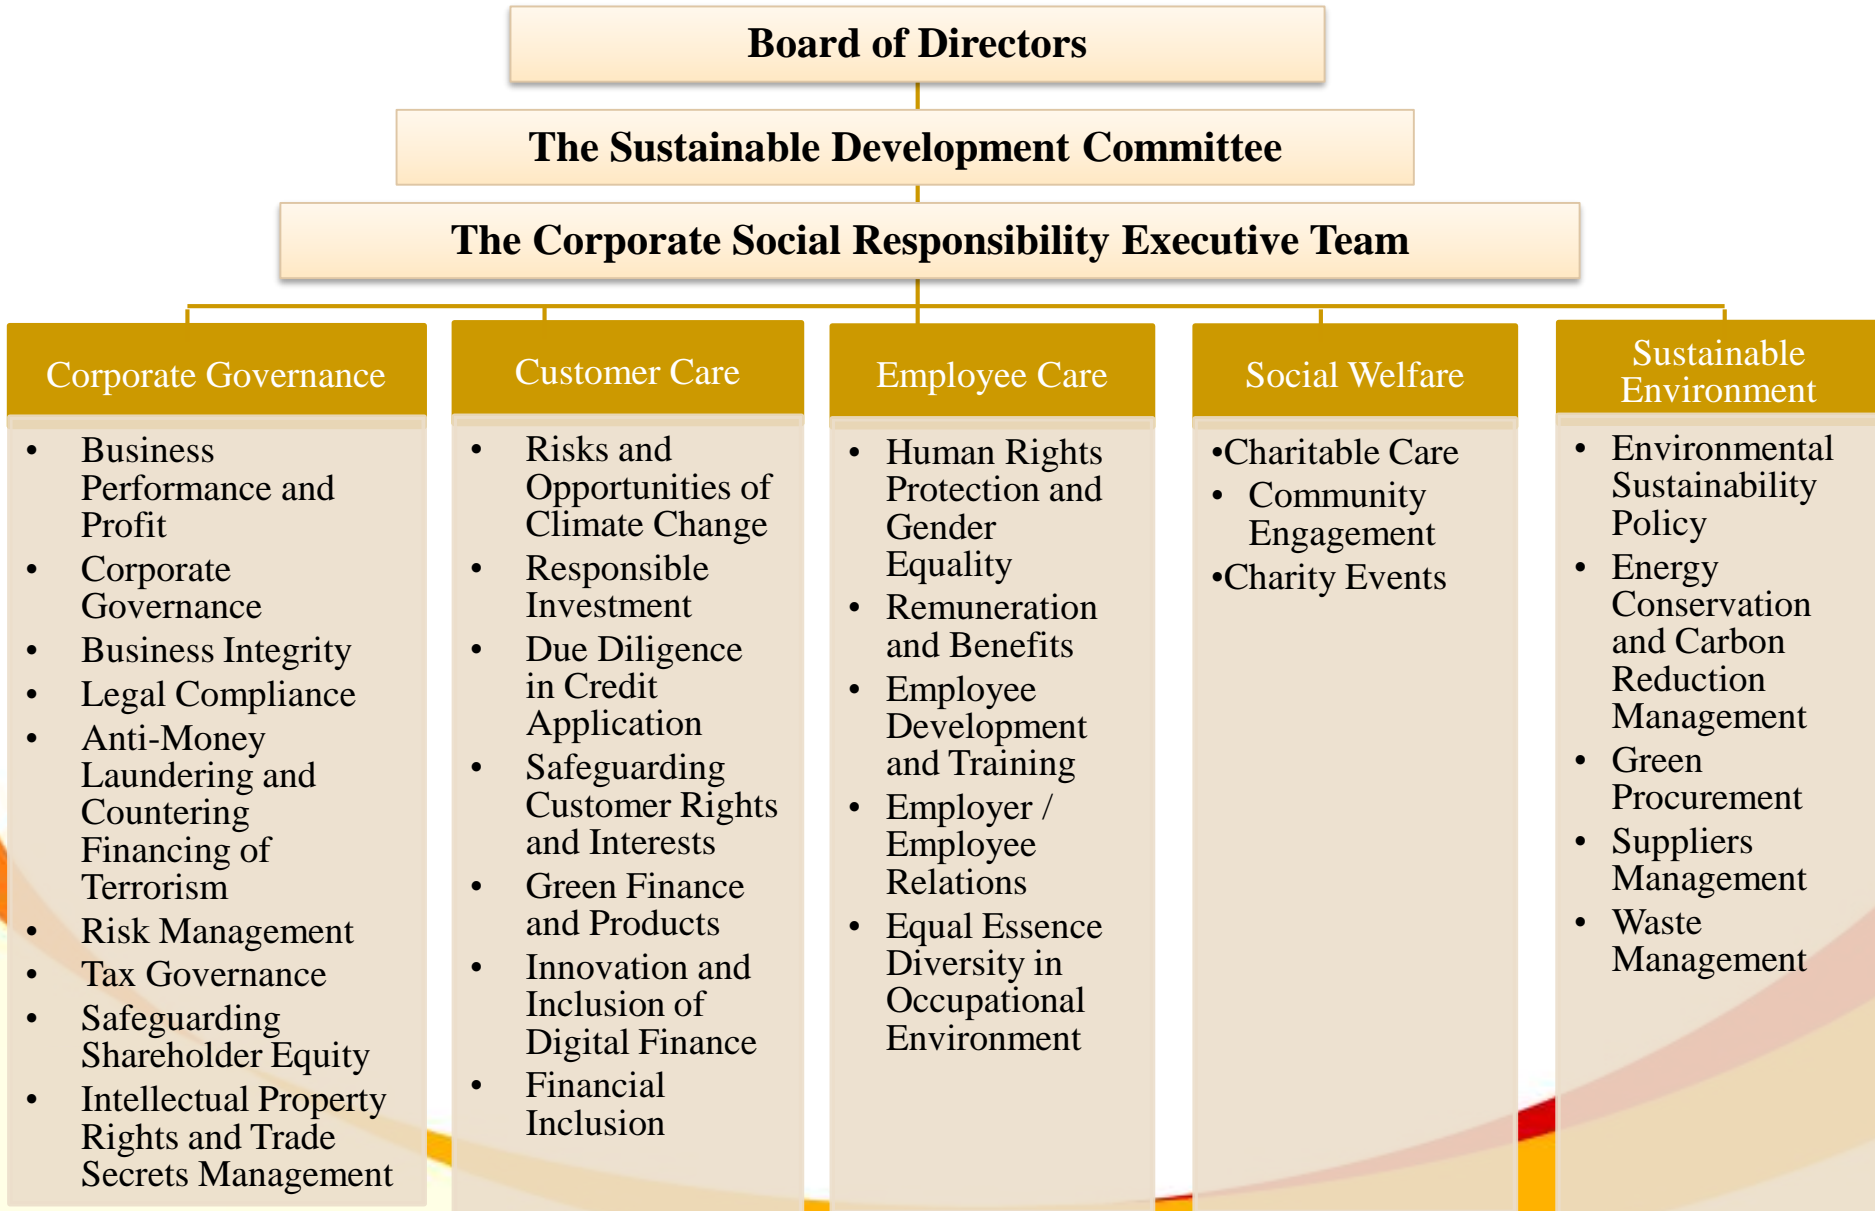 Board of Directors
The Sustainable Development Committee
The Corporate Social Responsibility Executive Team
Corporate Governance
• Business
Performance and
Profit
• Corporate
Governance
• Business Integrity
• Legal Compliance
• Anti-Money
Laundering and
Countering
Financing of
Terrorism
• Risk Management
• Tax Governance
• Safeguarding
Shareholder Equity
• Intellectual Property
Rights and Trade
Secrets Management
Customer Care
• Risks and
Opportunities of
Climate Change
• Responsible
Investment
• Due Diligence
in Credit
Application
• Safeguarding
Customer Rights
and Interests
• Green Finance
and Products
• Innovation and
Inclusion of
Digital Finance
• Financial
Inclusion
Employee Care
• Human Rights
Protection and
Gender
Equality
• Remuneration
and Benefits
• Employee
Development
and Training
• Employer /
Employee
Relations
• Equal Essence
Diversity in
Occupational
Environment
Social Welfare
•Charitable Care
• Community
Engagement
•Charity Events
Sustainable
Environment
• Environmental
Sustainability
Policy
• Energy
Conservation
and Carbon
Reduction
Management
• Green
Procurement
• Suppliers
Management
• Waste
Management